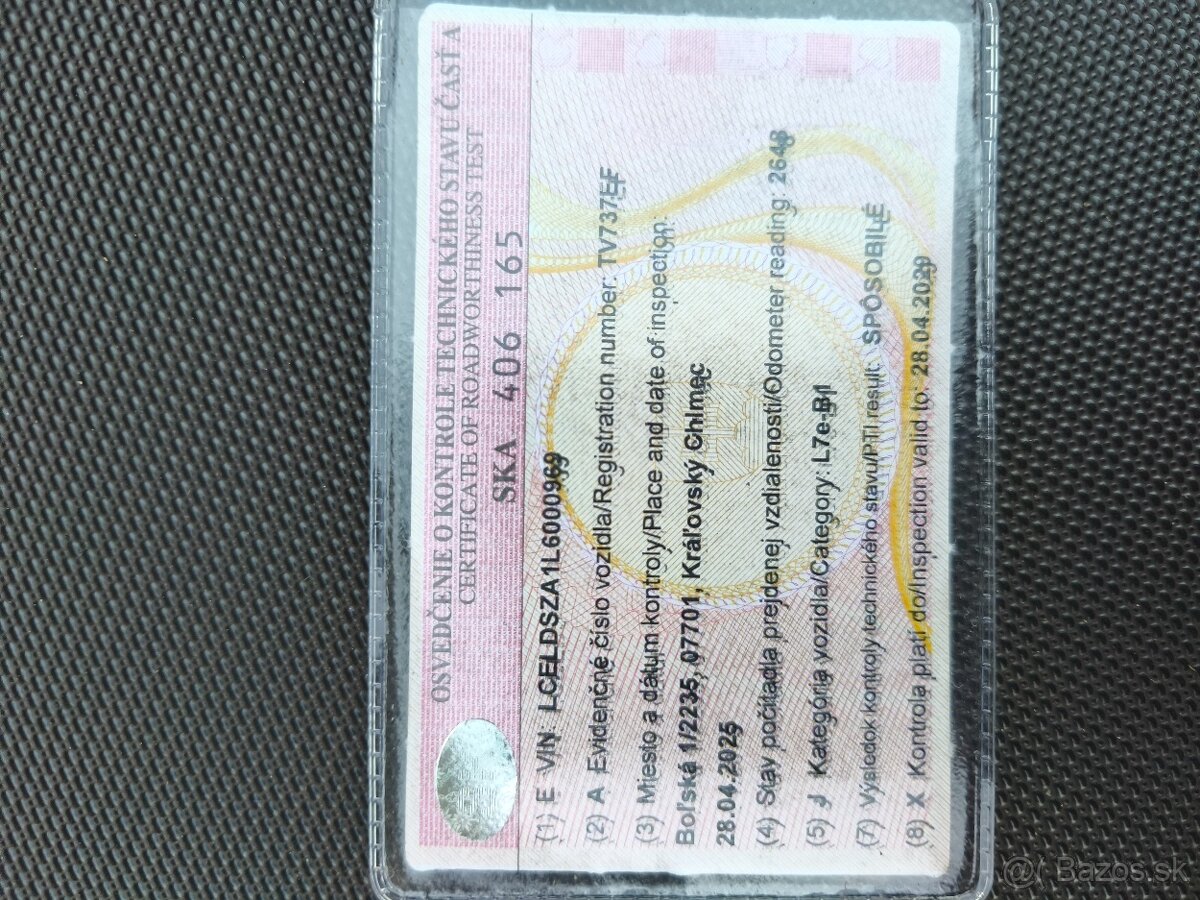 OSVEDČENIE O KONTROLE TECHNICKÉHO STAVU ČASŤ A
CERTIFICATE OF ROADWORTHINESS TEST
SKA 406 165
(1) E VIN: LCELDSZA1L6000969
(2) A Evidenčné číslo vozidla/Registration number: TV737EF
(3) Miesto a dátum kontroly/Place and date of inspection:
Boľská 1/2235, 07701, Kráľovský Chlmec
28.04.2025
(4) Stav počítadla prejdenej vzdialenosti/Odometer reading: 2648
(5) J Kategória vozidla/Category: L7e-B1
(7) Výsledok kontroly technického stavu/PTI result: SPÔSOBILÉ
(8) X Kontrola platí do/Inspection valid to: 28.04.2029
Bazos.sk